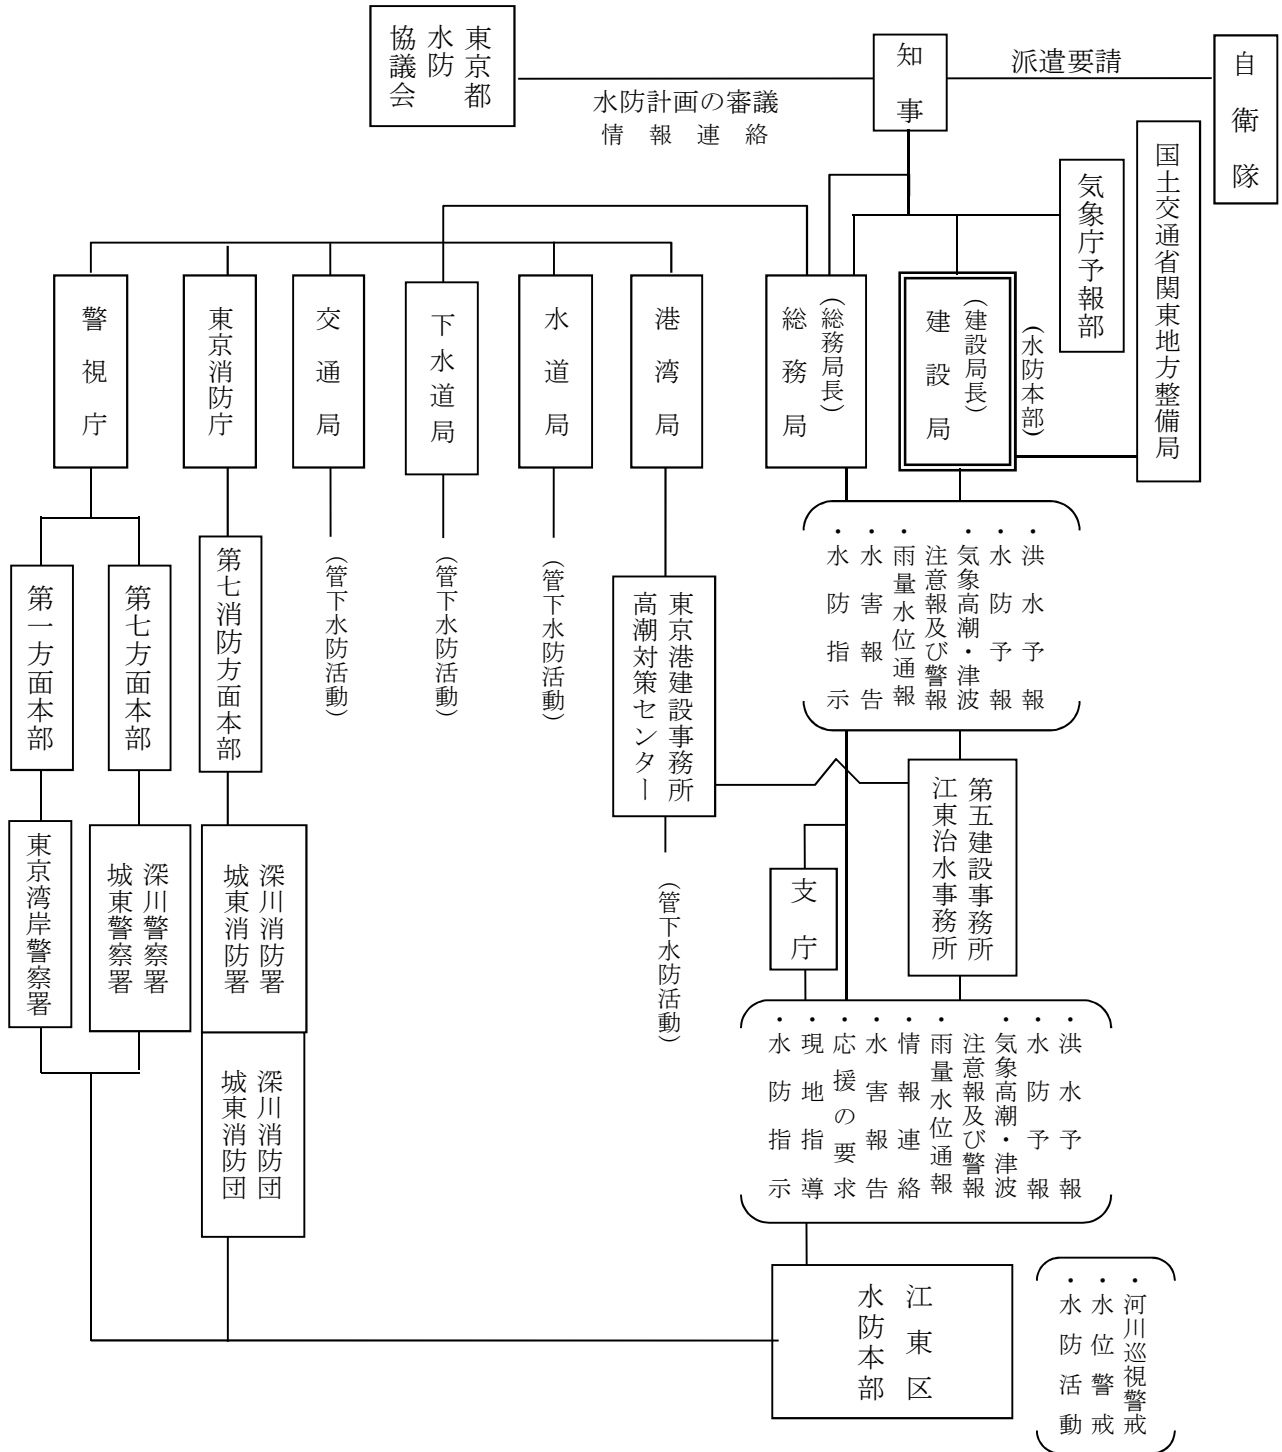 東京都
水防
協議会
水防計画の審議
情報連絡
知事
派遣要請
自衛隊
国土交通省関東地方整備局
気象庁予報部
(水防本部)
(建設局長)
建設局
(総務局長)
総務局
港湾局
水道局
下水道局
交通局
東京消防庁
警視庁
・洪水予報
・水防予報
・気象高潮・津波
注意報及び警報
・雨量水位通報
・水害報告
・水防指示
(管下水防活動)
(管下水防活動)
(管下水防活動)
東京港建設事務所
高潮対策センター
第七消防方面本部
第七方面本部
第一方面本部
第五建設事務所
江東治水事務所
支庁
(管下水防活動)
深川消防署
城東消防署
深川警察署
城東警察署
東京湾岸警察署
深川消防団
城東消防団
・洪水予報
・水防予報
・気象高潮・津波
注意報及び警報
・雨量水位通報
・情報連絡
・水害報告
・応援の要求
・現地指導
・水防指示
江東区
水防本部
・河川巡視警戒
・水位警戒
・水防活動